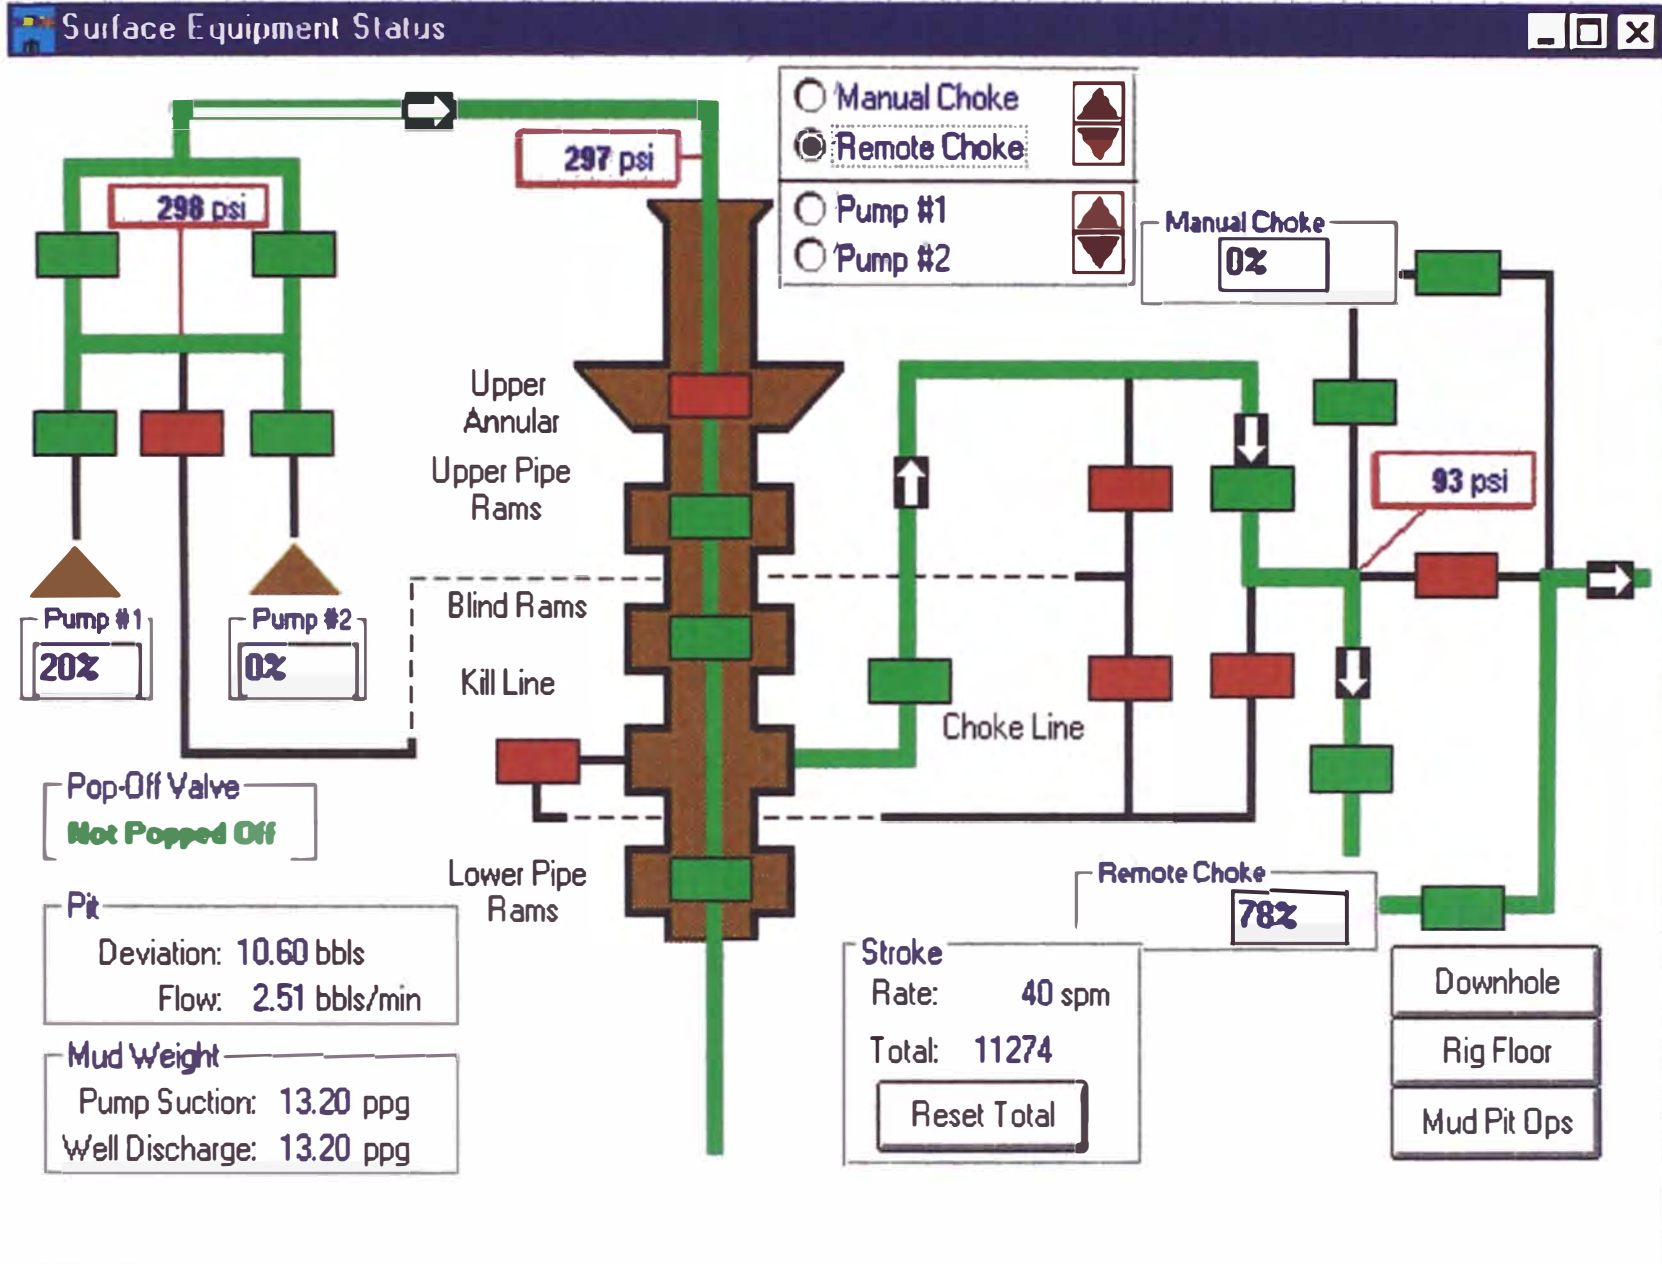 Surface Equipment Status
Manual Choke
Remote Choke
Pump #1
Pump #2
297 psi
298 psi
Manual Choke
0%
Upper
Annular
Upper Pipe
Rams
93 psi
Blind Rams
Pump #1
20%
Pump #2
0%
Kill Line
Choke Line
Pop-Off Valve
Not Popped Off
Lower Pipe
Rams
Remote Choke
78%
Pit
Deviation: 10.60 bbls
Flow: 2.51 bbls/min
Mud Weight
Pump Suction: 13.20 ppg
Well Discharge: 13.20 ppg
Stroke
Rate: 40 spm
Total: 11274
Reset Total
Downhole
Rig Floor
Mud Pit Ops